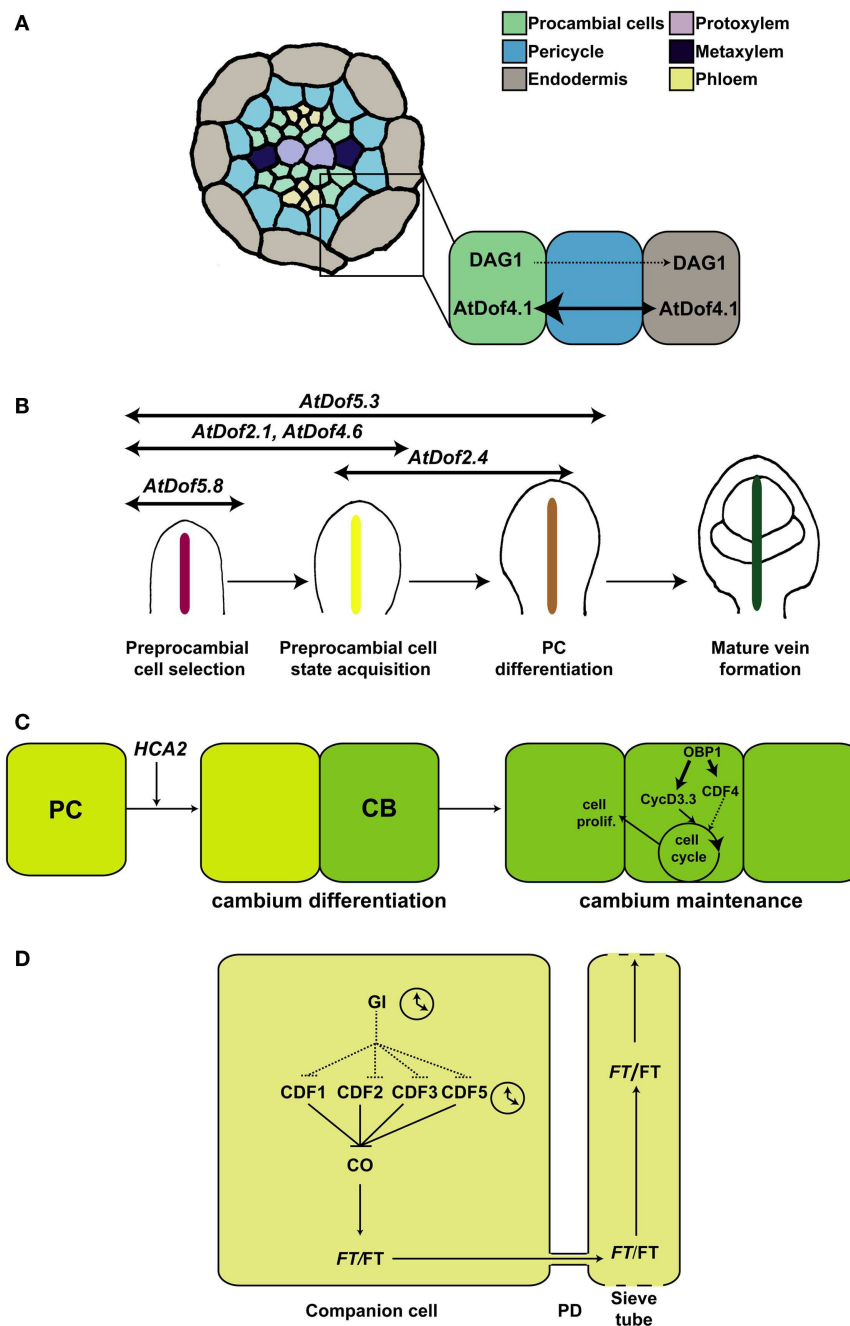 A
Procambial cells
Protoxylem
Pericycle
Metaxylem
Endodermis
Phloem
DAG1
DAG1
AtDof4.1
AtDof4.1
B
AtDof5.3
AtDof2.1, AtDof4.6
AtDof2.4
AtDof5.8
Preprocambial
cell selection
Preprocambial cell
state acquisition
PC
differentiation
Mature vein
formation
C
HCA2
PC
CB
OBP1
CycD3.3
CDF4
cell
prolif.
cell
cycle
cambium differentiation
cambium maintenance
D
GI
CDF1
CDF2
CDF3
CDF5
CO
FT/FT
FT/FT
FT/FT
Companion cell
PD
Sieve
tube